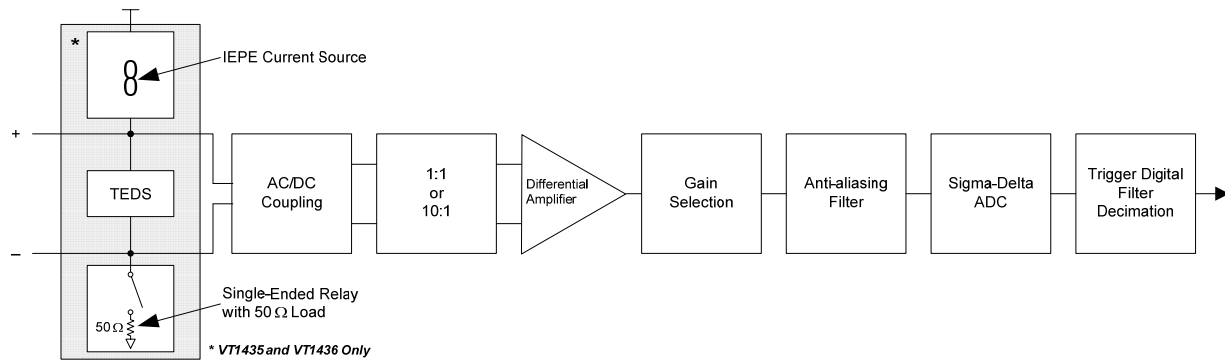 *
8
IEPE Current Source
+
TEDS
–
50 Ω
Single-Ended Relay
with 50 Ω Load
* VT1435 and VT1436 Only
AC/DC
Coupling
1:1
or
10:1
Differential
Amplifier
Gain
Selection
Anti-aliasing
Filter
Sigma-Delta
ADC
Trigger Digital
Filter
Decimation